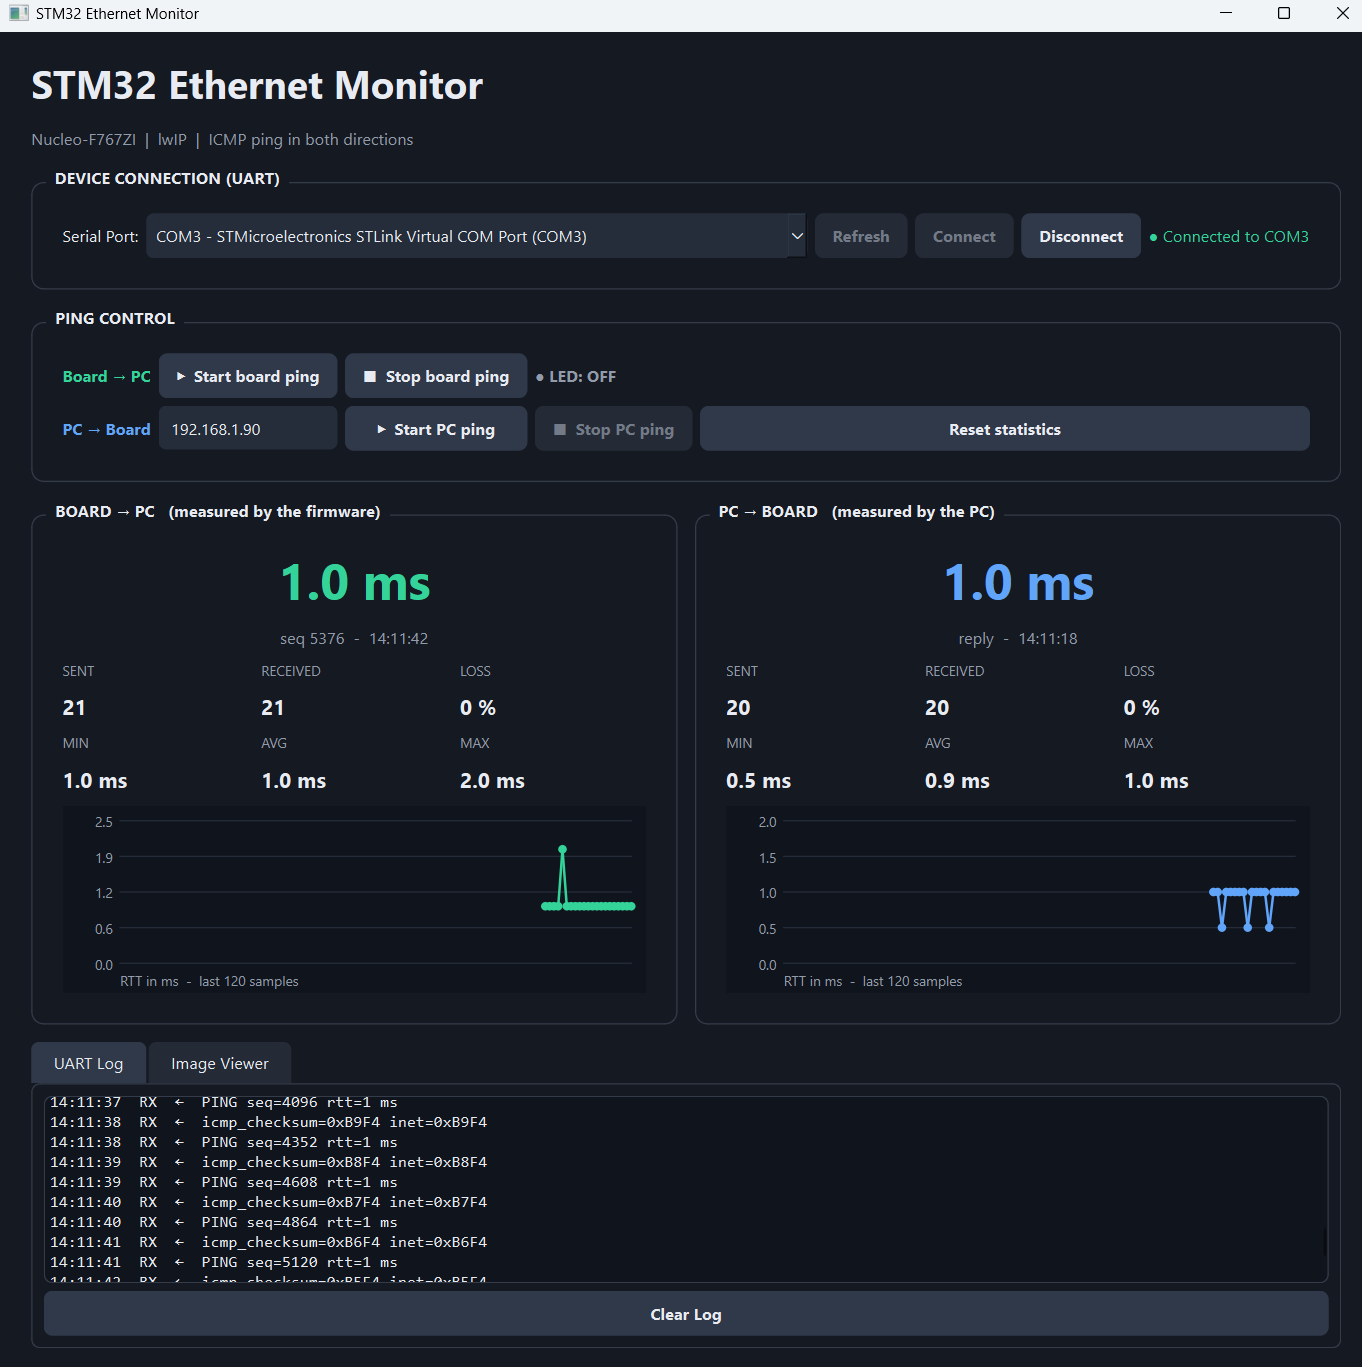 STM32 Ethernet Monitor
STM32 Ethernet Monitor
Nucleo-F767ZI | lwIP | ICMP ping in both directions
DEVICE CONNECTION (UART)
Serial Port: COM3 - STMicroelectronics STLink Virtual COM Port (COM3) Refresh Connect Disconnect ● Connected to COM3
PING CONTROL
Board → PC ▶ Start board ping ■ Stop board ping ● LED: OFF
PC → Board 192.168.1.90 ▶ Start PC ping ■ Stop PC ping Reset statistics
BOARD → PC (measured by the firmware)
1.0 ms
seq 5376 - 14:11:42
SENT RECEIVED LOSS
21 21 0 %
MIN AVG MAX
1.0 ms 1.0 ms 2.0 ms
2.5
1.9
1.2
0.6
0.0
RTT in ms - last 120 samples
PC → BOARD (measured by the PC)
1.0 ms
reply - 14:11:18
SENT RECEIVED LOSS
20 20 0 %
MIN AVG MAX
0.5 ms 0.9 ms 1.0 ms
2.0
1.5
1.0
0.5
0.0
RTT in ms - last 120 samples
UART Log Image Viewer
14:11:37 RX ← PING seq=4096 rtt=1 ms
14:11:38 RX ← icmp_checksum=0xB9F4 inet=0xB9F4
14:11:38 RX ← PING seq=4352 rtt=1 ms
14:11:39 RX ← icmp_checksum=0xB8F4 inet=0xB8F4
14:11:39 RX ← PING seq=4608 rtt=1 ms
14:11:40 RX ← icmp_checksum=0xB7F4 inet=0xB7F4
14:11:40 RX ← PING seq=4864 rtt=1 ms
14:11:41 RX ← icmp_checksum=0xB6F4 inet=0xB6F4
14:11:41 RX ← PING seq=5120 rtt=1 ms
14:11:42 RX ← icmp_checksum=0xB5F4 inet=0xB5F4
Clear Log